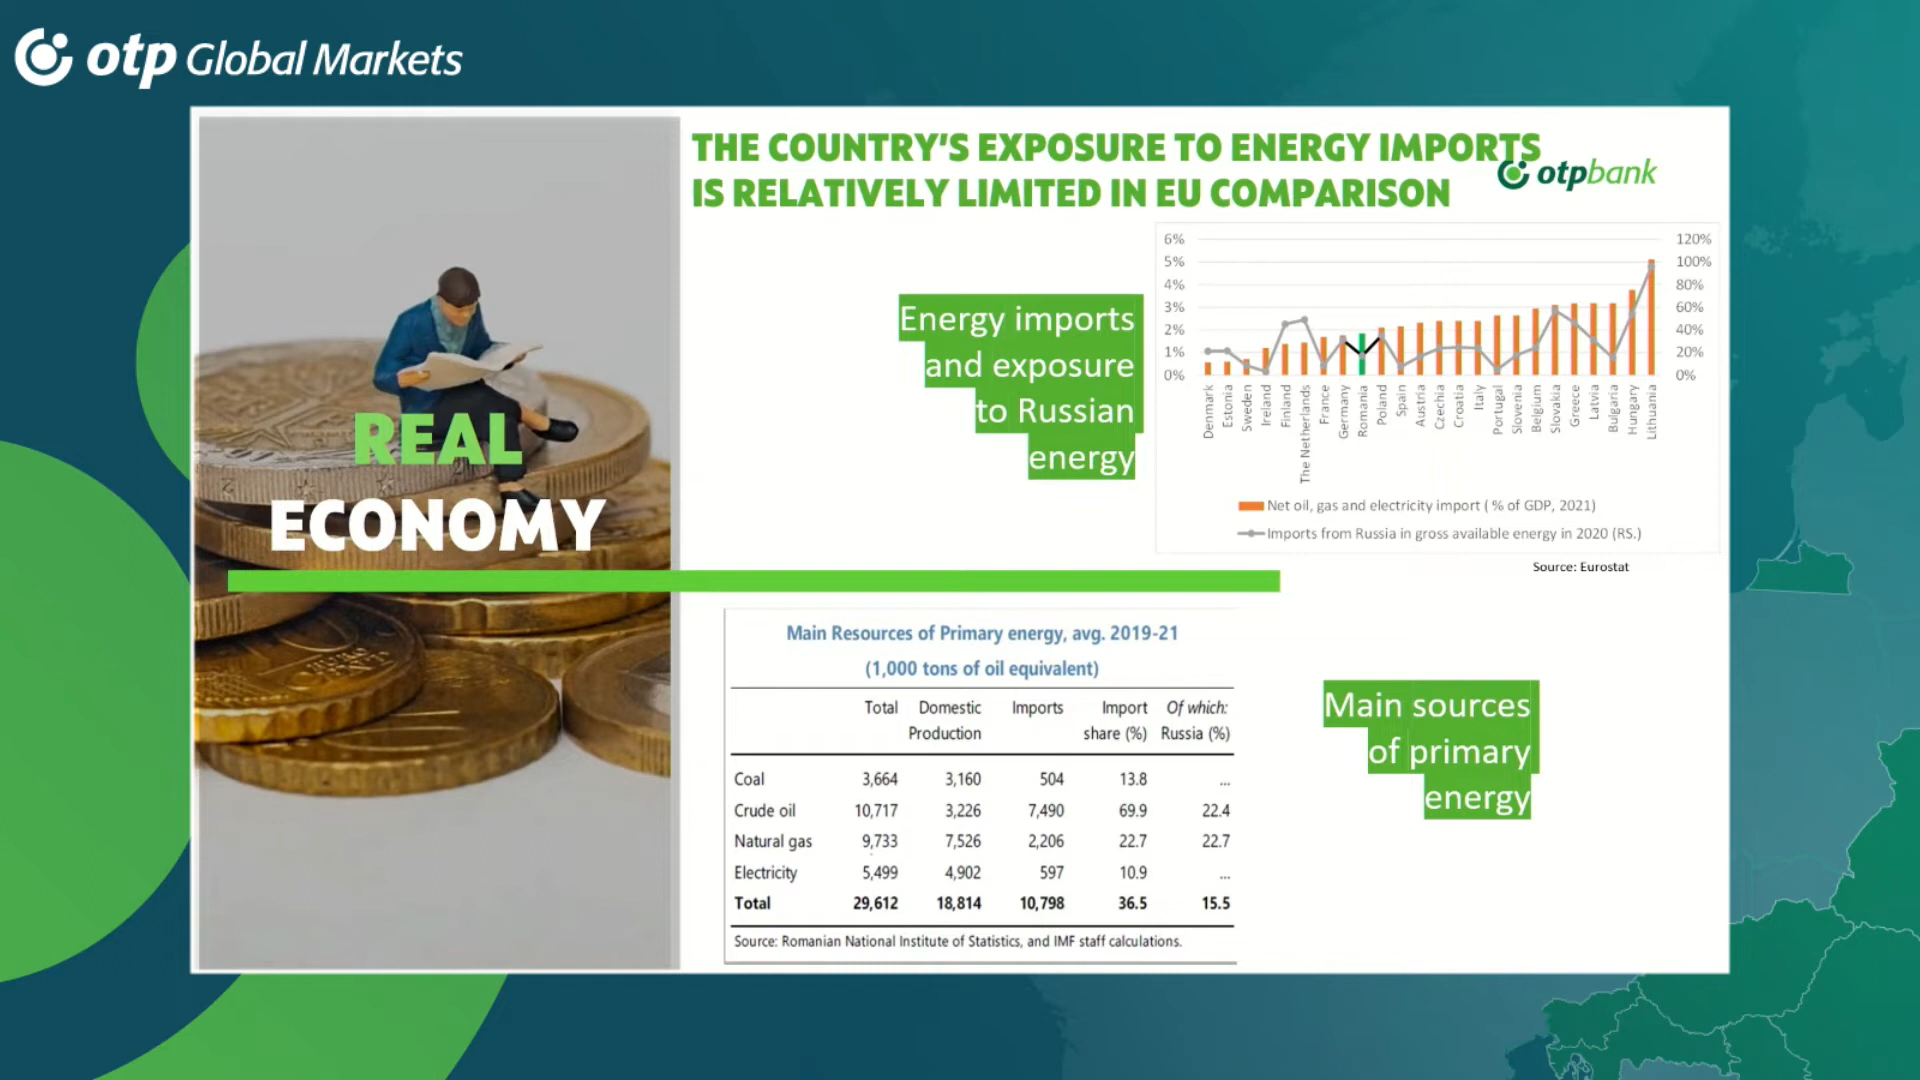 otp Global Markets
THE COUNTRY'S EXPOSURE TO ENERGY IMPORTS
IS RELATIVELY LIMITED IN EU COMPARISON
otpbank
REAL
ECONOMY
Energy imports
and exposure
to Russian
energy
6%
5%
4%
3%
2%
1%
0%
120%
100%
80%
60%
40%
20%
0%
Denmark
Estonia
Sweden
Ireland
Finland
The Netherlands
France
Germany
Romania
Poland
Spain
Austria
Czechia
Croatia
Italy
Portugal
Slovenia
Belgium
Slovakia
Greece
Latvia
Bulgaria
Hungary
Lithuania
Net oil, gas and electricity import ( % of GDP, 2021)
Imports from Russia in gross available energy in 2020 (RS.)
Source: Eurostat
Main Resources of Primary energy, avg. 2019-21
(1,000 tons of oil equivalent)
Total Domestic Imports Import Of which:
Production share (%) Russia (%)
Coal 3,664 3,160 504 13.8 ...
Crude oil 10,717 3,226 7,490 69.9 22.4
Natural gas 9,733 7,526 2,206 22.7 22.7
Electricity 5,499 4,902 597 10.9 ...
Total 29,612 18,814 10,798 36.5 15.5
Source: Romanian National Institute of Statistics, and IMF staff calculations.
Main sources
of primary
energy